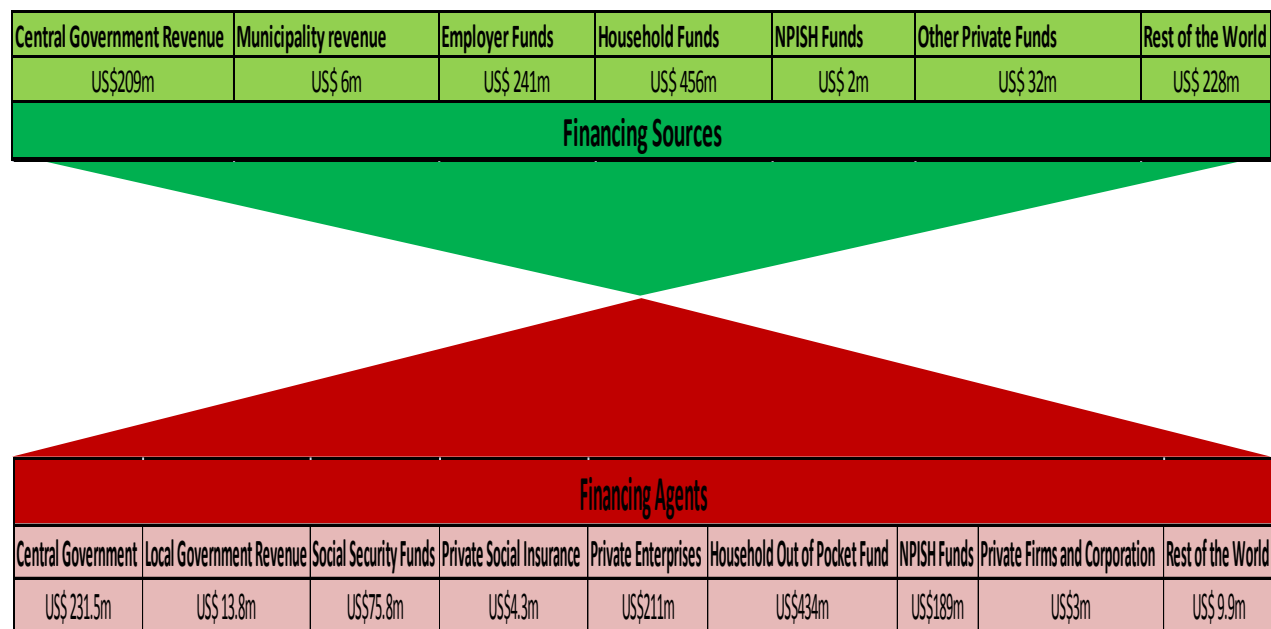 Central Government Revenue Municipality revenue Employer Funds Household Funds NPISH Funds Other Private Funds Rest of the World
US$209m US$ 6m US$ 241m US$ 456m US$ 2m US$ 32m US$ 228m
Financing Sources
Financing Agents
Central Government Local Government Revenue Social Security Funds Private Social Insurance Private Enterprises Household Out of Pocket Fund NPISH Funds Private Firms and Corporation Rest of the World
US$ 231.5m US$ 13.8m US$75.8m US$4.3m US$211m US$434m US$189m US$3m US$ 9.9m